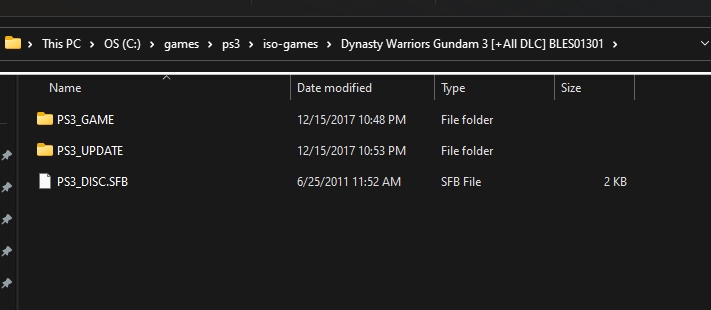 This PC > OS (C:) > games > ps3 > iso-games > Dynasty Warriors Gundam 3 [+All DLC] BLES01301 >
Name Date modified Type Size
PS3_GAME 12/15/2017 10:48 PM File folder
PS3_UPDATE 12/15/2017 10:53 PM File folder
PS3_DISC.SFB 6/25/2011 11:52 AM SFB File 2 KB